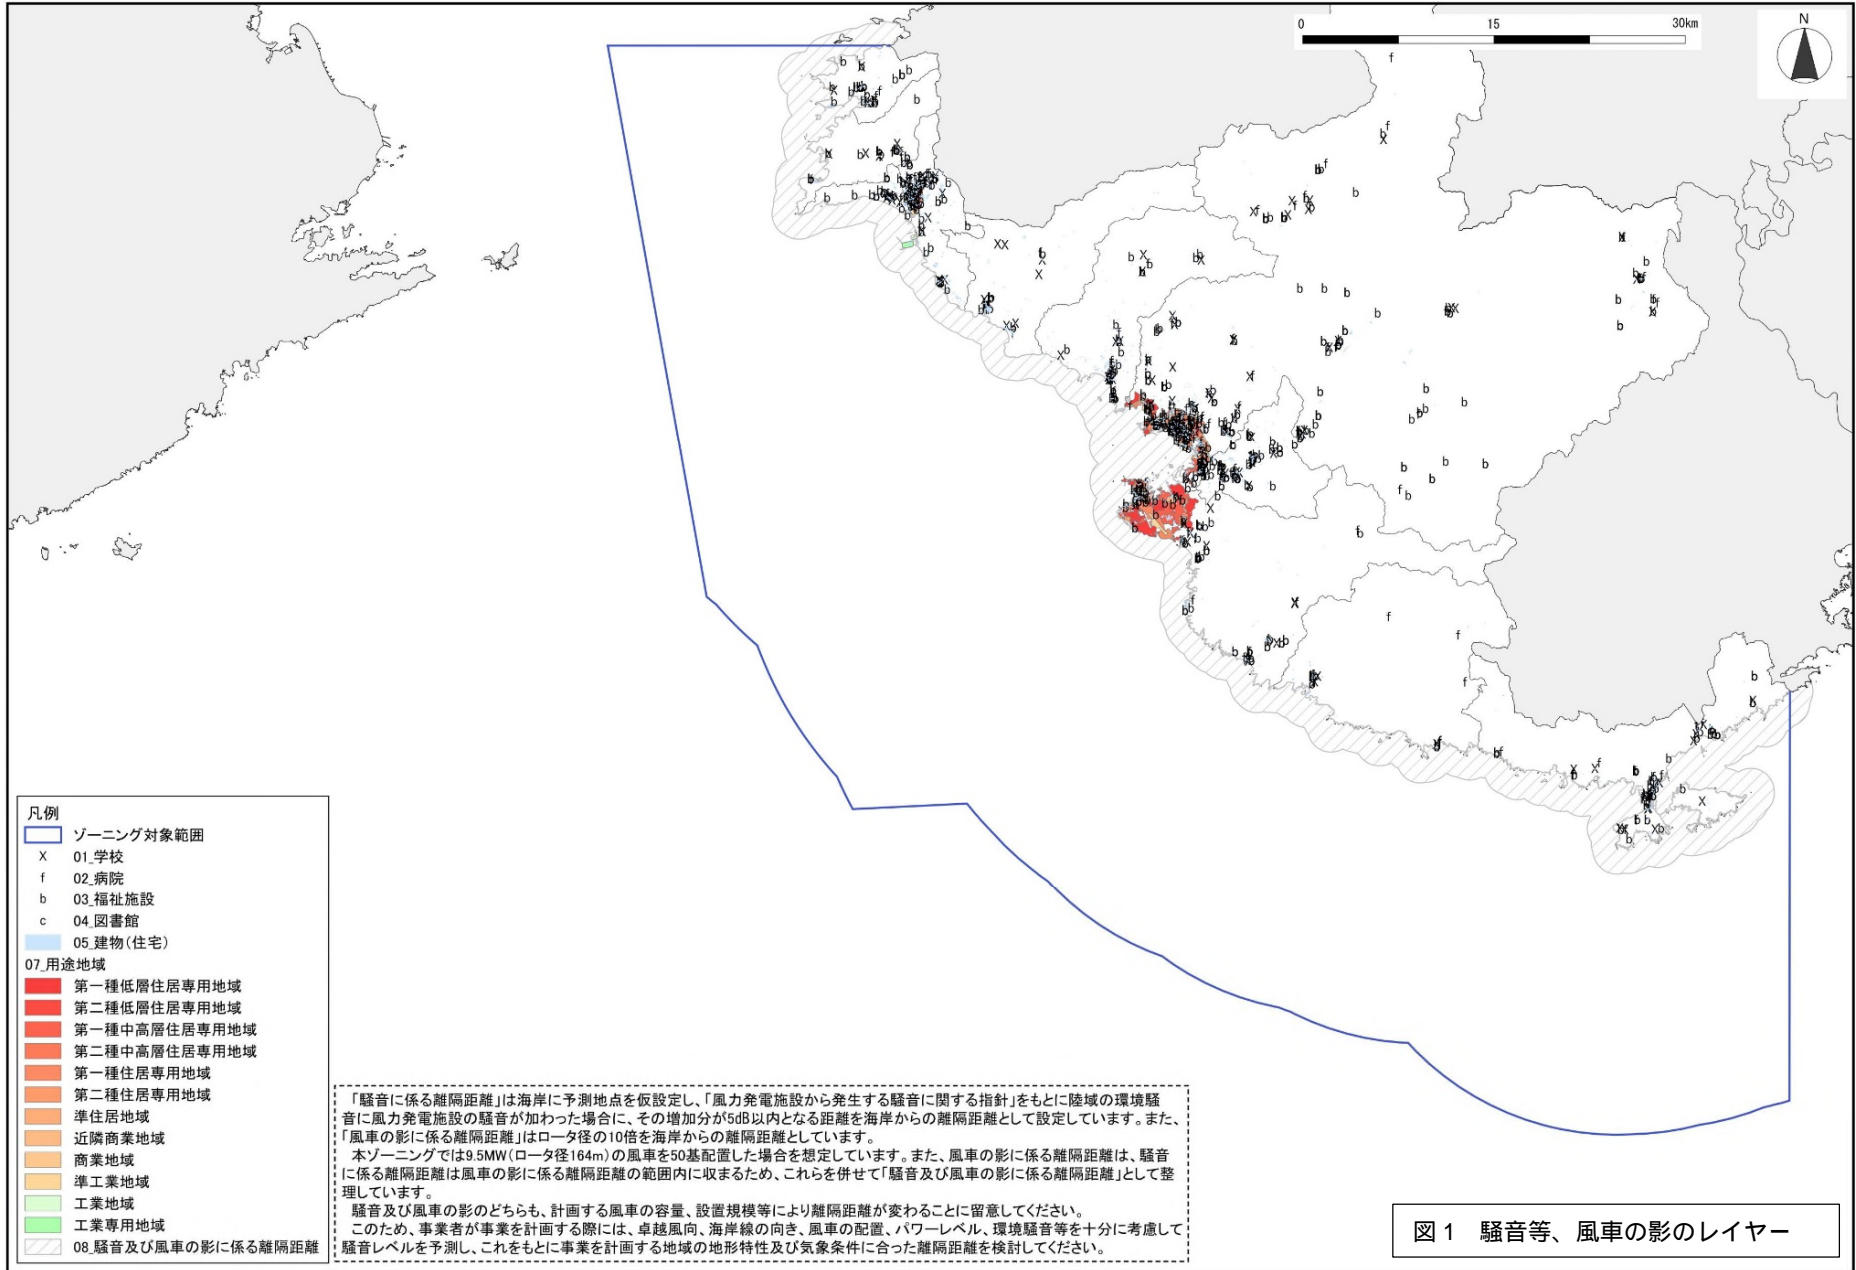 0 15 30km
N
凡例
ゾーニング対象範囲
X 01_学校
f 02_病院
b 03_福祉施設
c 04_図書館
05_建物(住宅)
07_用途地域
第一種低層住居専用地域
第二種低層住居専用地域
第一種中高層住居専用地域
第二種中高層住居専用地域
第一種住居専用地域
第二種住居専用地域
準住居地域
近隣商業地域
商業地域
準工業地域
工業地域
工業専用地域
08_騒音及び風車の影に係る離隔距離
「騒音に係る離隔距離」は海岸に予測地点を仮設定し、「風力発電施設から発生する騒音に関する指針」をもとに陸域の環境騒
音に風力発電施設の騒音が加わった場合に、その増加分が5dB以内となる距離を海岸からの離隔距離として設定しています。また、
「風車の影に係る離隔距離」はロータ径の10倍を海岸からの離隔距離としています。
本ゾーニングでは9.5MW(ロータ径164m)の風車を50基配置した場合を想定しています。また、風車の影に係る離隔距離は、騒音
に係る離隔距離は風車の影に係る離隔距離の範囲内に収まるため、これらを併せて「騒音及び風車の影に係る離隔距離」として整
理しています。
騒音及び風車の影のどちらも、計画する風車の容量、設置規模等により離隔距離が変わることに留意してください。
このため、事業者が事業を計画する際には、卓越風向、海岸線の向き、風車の配置、パワーレベル、環境騒音等を十分に考慮して
騒音レベルを予測し、これをもとに事業を計画する地域の地形特性及び気象条件に合った離隔距離を検討してください。
図1 騒音等、風車の影のレイヤー